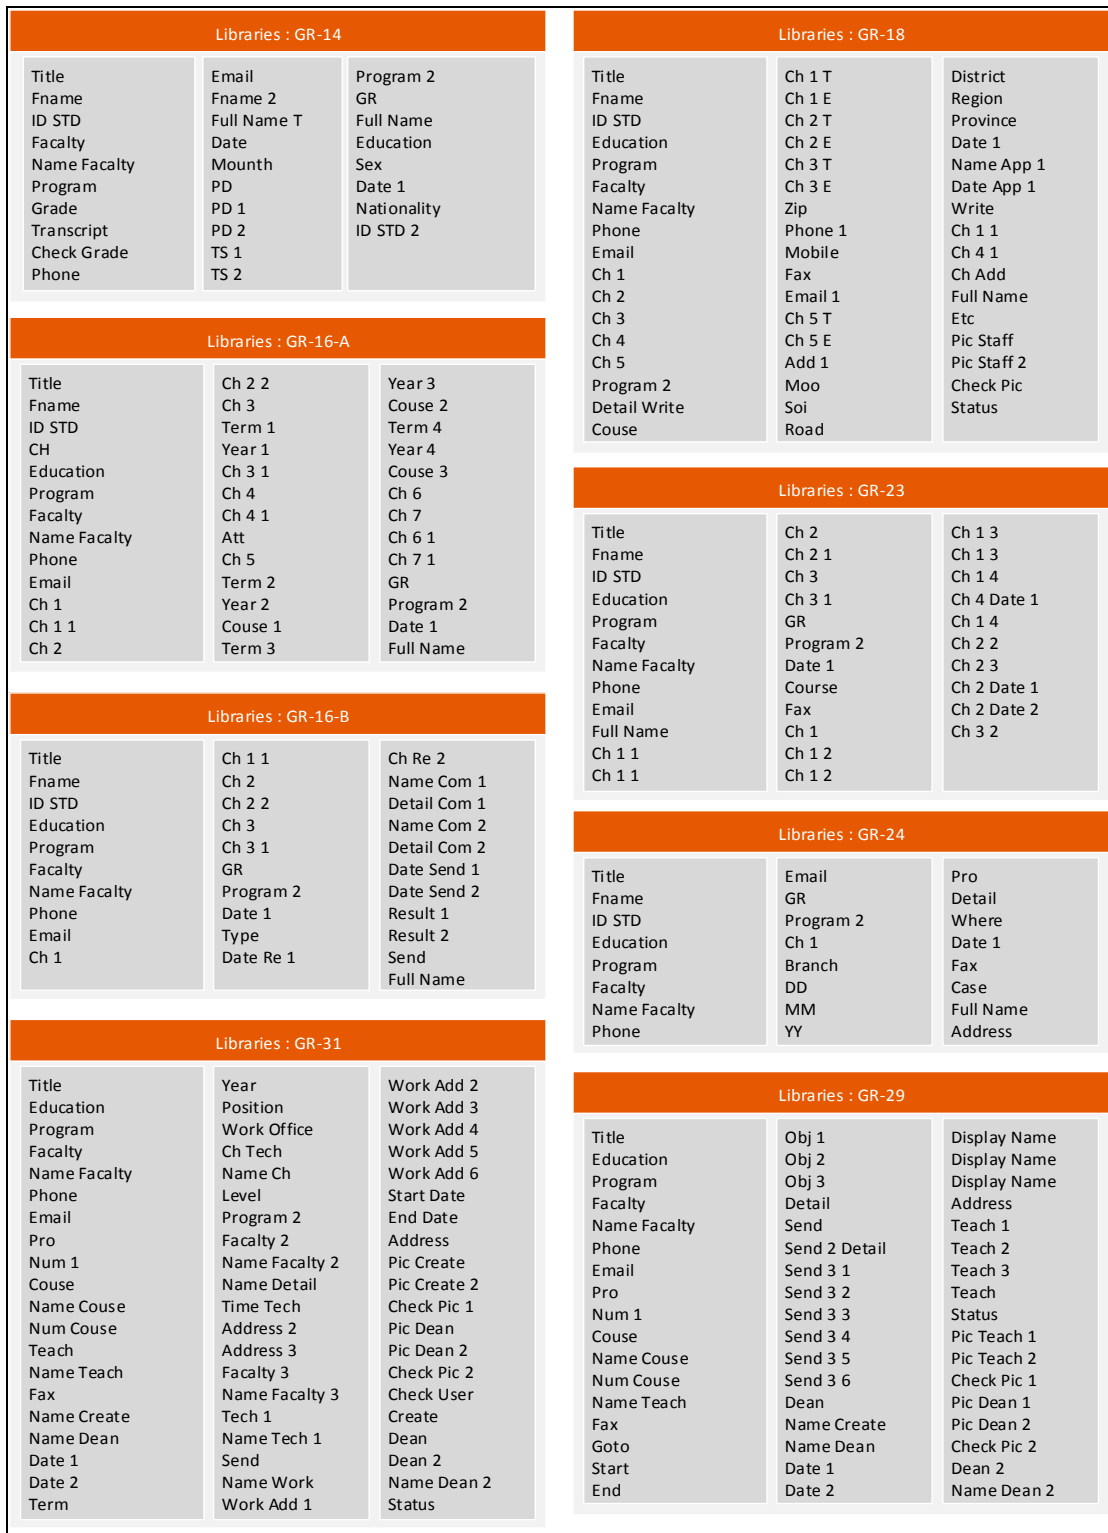 Libraries : GR-14
Title
Fname
ID STD
Facalty
Name Facalty
Program
Grade
Transcript
Check Grade
Phone
Email
Fname 2
Full Name T
Date
Mounth
PD
PD 1
PD 2
TS 1
TS 2
Program 2
GR
Full Name
Education
Sex
Date 1
Nationality
ID STD 2
Libraries : GR-16-A
Title
Fname
ID STD
CH
Education
Program
Facalty
Name Facalty
Phone
Email
Ch 1
Ch 1 1
Ch 2
Ch 2 2
Ch 3
Term 1
Year 1
Ch 3 1
Ch 4
Ch 4 1
Att
Ch 5
Term 2
Year 2
Couse 1
Term 3
Year 3
Couse 2
Term 4
Year 4
Couse 3
Ch 6
Ch 7
Ch 6 1
Ch 7 1
GR
Program 2
Date 1
Full Name
Libraries : GR-16-B
Title
Fname
ID STD
Education
Program
Facalty
Name Facalty
Phone
Email
Ch 1
Ch 1 1
Ch 2
Ch 2 2
Ch 3
Ch 3 1
GR
Program 2
Date 1
Type
Date Re 1
Ch Re 2
Name Com 1
Detail Com 1
Name Com 2
Detail Com 2
Date Send 1
Date Send 2
Result 1
Result 2
Send
Full Name
Libraries : GR-31
Title
Education
Program
Facalty
Name Facalty
Phone
Email
Pro
Num 1
Couse
Name Couse
Num Couse
Teach
Name Teach
Fax
Name Create
Name Dean
Date 1
Date 2
Term
Year
Position
Work Office
Ch Tech
Name Ch
Level
Program 2
Facalty 2
Name Facalty 2
Name Detail
Time Tech
Address 2
Address 3
Facalty 3
Name Facalty 3
Tech 1
Name Tech 1
Send
Name Work
Work Add 1
Work Add 2
Work Add 3
Work Add 4
Work Add 5
Work Add 6
Start Date
End Date
Address
Pic Create
Pic Create 2
Check Pic 1
Pic Dean
Pic Dean 2
Check Pic 2
Check User
Create
Dean
Dean 2
Name Dean 2
Status
Libraries : GR-18
Title
Fname
ID STD
Education
Program
Facalty
Name Facalty
Phone
Email
Ch 1
Ch 2
Ch 3
Ch 4
Ch 5
Program 2
Detail Write
Couse
Ch 1 T
Ch 1 E
Ch 2 T
Ch 2 E
Ch 3 T
Ch 3 E
Zip
Phone 1
Mobile
Fax
Email 1
Ch 5 T
Ch 5 E
Add 1
Moo
Soi
Road
District
Region
Province
Date 1
Name App 1
Date App 1
Write
Ch 1 1
Ch 4 1
Ch Add
Full Name
Etc
Pic Staff
Pic Staff 2
Check Pic
Status
Libraries : GR-23
Title
Fname
ID STD
Education
Program
Facalty
Name Facalty
Phone
Email
Full Name
Ch 1 1
Ch 1 1
Ch 2
Ch 2 1
Ch 3
Ch 3 1
GR
Program 2
Date 1
Course
Fax
Ch 1
Ch 1 2
Ch 1 2
Ch 1 3
Ch 1 3
Ch 1 4
Ch 4 Date 1
Ch 1 4
Ch 2 2
Ch 2 3
Ch 2 Date 1
Ch 2 Date 2
Ch 3 2
Libraries : GR-24
Title
Fname
ID STD
Education
Program
Facalty
Name Facalty
Phone
Email
GR
Program 2
Ch 1
Branch
DD
MM
YY
Pro
Detail
Where
Date 1
Fax
Case
Full Name
Address
Libraries : GR-29
Title
Education
Program
Facalty
Name Facalty
Phone
Email
Pro
Num 1
Couse
Name Couse
Num Couse
Name Teach
Fax
Goto
Start
End
Obj 1
Obj 2
Obj 3
Detail
Send
Send 2 Detail
Send 3 1
Send 3 2
Send 3 3
Send 3 4
Send 3 5
Send 3 6
Dean
Name Create
Name Dean
Date 1
Date 2
Display Name
Display Name
Display Name
Address
Teach 1
Teach 2
Teach 3
Teach
Status
Pic Teach 1
Pic Teach 2
Check Pic 1
Pic Dean 1
Pic Dean 2
Check Pic 2
Dean 2
Name Dean 2